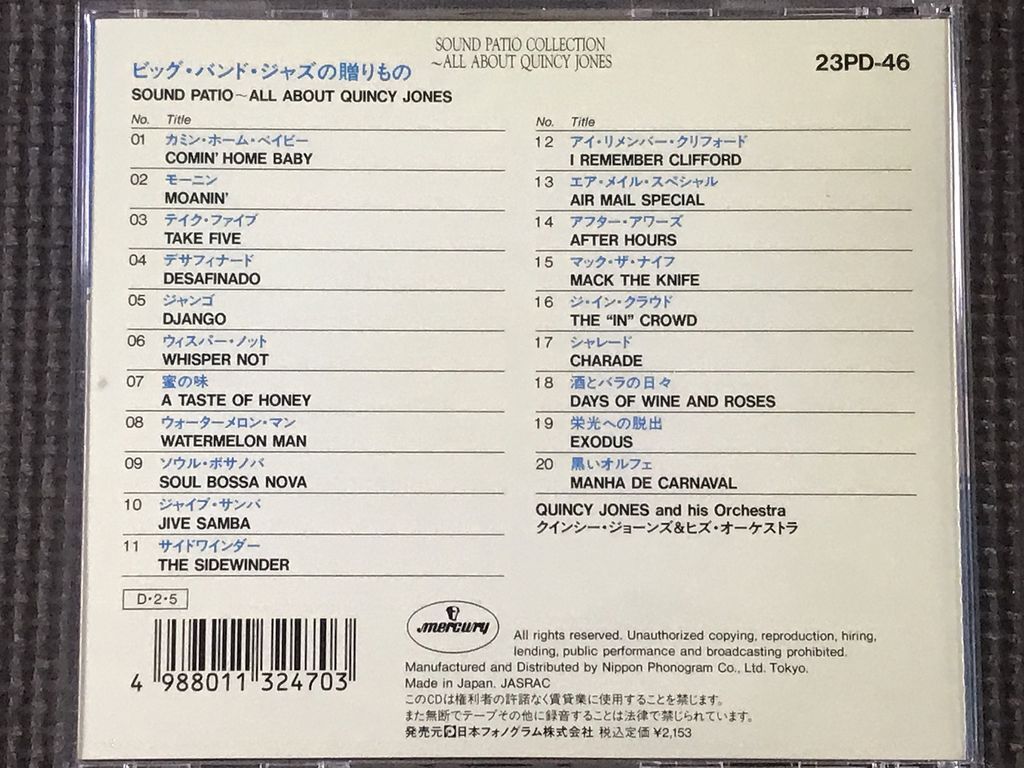 SOUND PATIO COLLECTION
~ALL ABOUT QUINCY JONES
ビッグ・バンド・ジャズの贈りもの
SOUND PATIO~ALL ABOUT QUINCY JONES
23PD-46
No. Title
01 カミン・ホーム・ベイビー
COMIN' HOME BABY
02 モーニン
MOANIN'
03 テイク・ファイブ
TAKE FIVE
04 デサフィナード
DESAFINADO
05 ジャンゴ
DJANGO
06 ウィスパー・ノット
WHISPER NOT
07 蜜の味
A TASTE OF HONEY
08 ウォーターメロン・マン
WATERMELON MAN
09 ソウル・ボサノバ
SOUL BOSSA NOVA
10 ジャイブ・サンバ
JIVE SAMBA
11 サイドワインダー
THE SIDEWINDER
No. Title
12 アイ・リメンバー・クリフォード
I REMEMBER CLIFFORD
13 エア・メイル・スペシャル
AIR MAIL SPECIAL
14 アフター・アワーズ
AFTER HOURS
15 マック・ザ・ナイフ
MACK THE KNIFE
16 ジ・イン・クラウド
THE "IN" CROWD
17 シャレード
CHARADE
18 酒とバラの日々
DAYS OF WINE AND ROSES
19 栄光への脱出
EXODUS
20 黒いオルフェ
MANHA DE CARNAVAL
QUINCY JONES and his Orchestra
クインシー・ジョーンズ&ヒズ・オーケストラ
D・2・5
4 988011 324703
mercury
All rights reserved. Unauthorized copying, reproduction, hiring,
lending, public performance and broadcasting prohibited.
Manufactured and Distributed by Nippon Phonogram Co., Ltd. Tokyo.
Made in Japan. JASRAC
このCDは権利者の許諾なく賃貸業に使用することを禁じます。
また無断でテープその他に録音することは法律で禁じられています。
発売元 日本フォノグラム株式会社 税込定価¥2,153